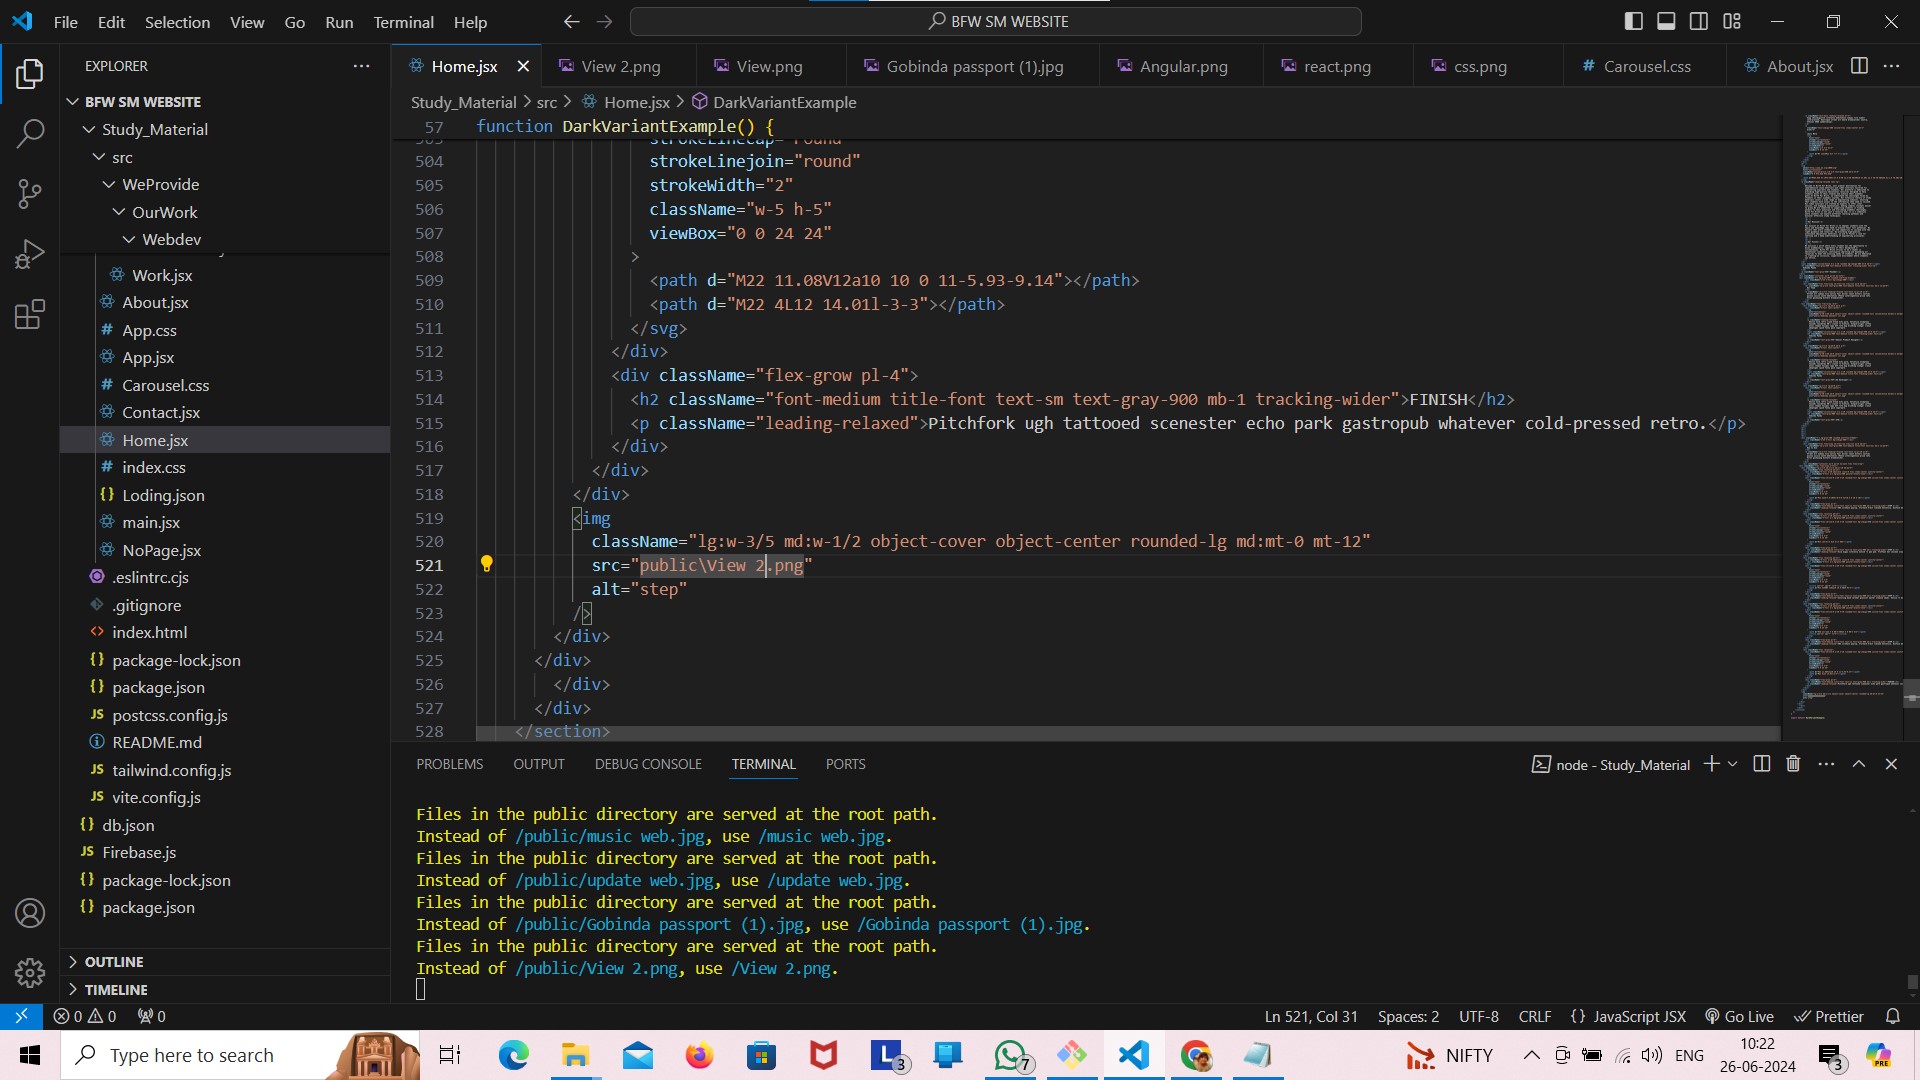 File Edit Selection View Go Run Terminal Help
BFW SM WEBSITE
EXPLORER
Home.jsx
View 2.png
View.png
Gobinda passport (1).jpg
Angular.png
react.png
css.png
# Carousel.css
About.jsx
BFW SM WEBSITE
Study_Material
src
WeProvide
OurWork
Webdev
Work.jsx
About.jsx
# App.css
App.jsx
# Carousel.css
Contact.jsx
Home.jsx
# index.css
{} Loding.json
main.jsx
NoPage.jsx
.eslintrc.cjs
.gitignore
<> index.html
{} package-lock.json
{} package.json
JS postcss.config.js
README.md
JS tailwind.config.js
JS vite.config.js
{} db.json
JS Firebase.js
{} package-lock.json
{} package.json
OUTLINE
TIMELINE
Study_Material > src > Home.jsx > DarkVariantExample
57 function DarkVariantExample() {
503 strokeLinecap="round"
504 strokeLinejoin="round"
505 strokeWidth="2"
506 className="w-5 h-5"
507 viewBox="0 0 24 24"
508 >
509 <path d="M22 11.08V12a10 10 0 11-5.93-9.14"></path>
510 <path d="M22 4L12 14.01l-3-3"></path>
511 </svg>
512 </div>
513 <div className="flex-grow pl-4">
514 <h2 className="font-medium title-font text-sm text-gray-900 mb-1 tracking-wider">FINISH</h2>
515 <p className="leading-relaxed">Pitchfork ugh tattooed scenester echo park gastropub whatever cold-pressed retro.</p>
516 </div>
517 </div>
518 </div>
519 <img
520 className="lg:w-3/5 md:w-1/2 object-cover object-center rounded-lg md:mt-0 mt-12"
521 src="public\View 2.png"
522 alt="step"
523 />
524 </div>
525 </div>
526 </div>
527 </div>
528 </section>
PROBLEMS OUTPUT DEBUG CONSOLE TERMINAL PORTS
node - Study_Material
Files in the public directory are served at the root path.
Instead of /public/music web.jpg, use /music web.jpg.
Files in the public directory are served at the root path.
Instead of /public/update web.jpg, use /update web.jpg.
Files in the public directory are served at the root path.
Instead of /public/Gobinda passport (1).jpg, use /Gobinda passport (1).jpg.
Files in the public directory are served at the root path.
Instead of /public/View 2.png, use /View 2.png.
0 0 0
Ln 521, Col 31 Spaces: 2 UTF-8 CRLF {} JavaScript JSX Go Live Prettier
Type here to search
L 3
7
NIFTY
ENG
10:22
26-06-2024
3
PRE